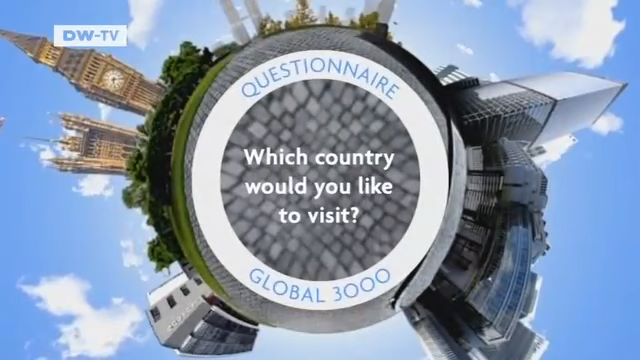 DW-TV
QUESTIONNAIRE
Which country
would you like
to visit?
GLOBAL 3000